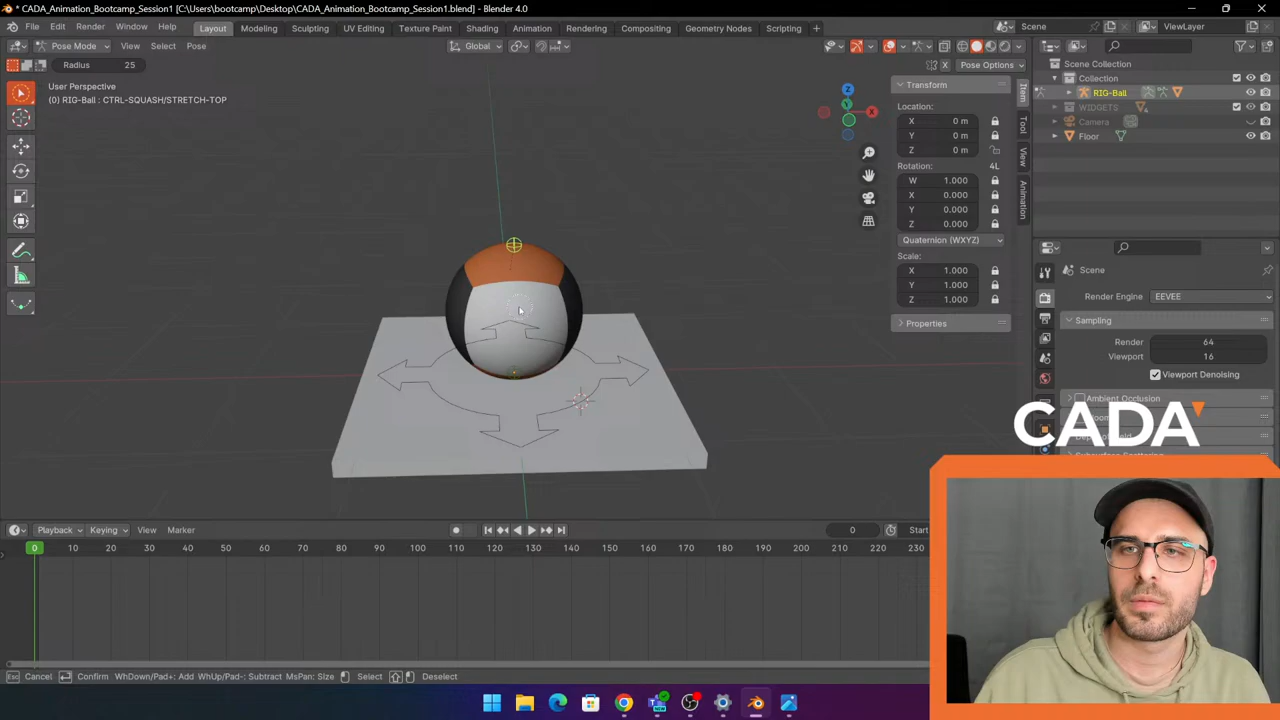 * CADA_Animation_Bootcamp_Session1 [C:\Users\bootcamp\Desktop\CADA_Animation_Bootcamp_Session1.blend] - Blender 4.0
File Edit Render Window Help Layout Modeling Sculpting UV Editing Texture Paint Shading Animation Rendering Compositing Geometry Nodes Scripting Scene ViewLayer
Pose Mode View Select Pose Global
Radius 25 X Pose Options
User Perspective
(0) RIG-Ball : CTRL-SQUASH/STRETCH-TOP
Z
Y
X
Transform
Location:
X 0 m
Y 0 m
Z 0 m
Rotation: 4L
W 1.000
X 0.000
Y 0.000
Z 0.000
Quaternion (WXYZ)
Scale:
X 1.000
Y 1.000
Z 1.000
Properties
Item
Tool
View
Animation
Scene Collection
Collection
RIG-Ball
WIDGETS
Camera
Floor
Scene
Render Engine EEVEE
Sampling
Render 64
Viewport 16
Viewport Denoising
Ambient Occlusion
CADA
Playback Keying View Marker 0 Start
0 10 20 30 40 50 60 70 80 90 100 110 120 130 140 150 160 170 180 190 200 210 220 230
Esc Cancel Confirm WhDown/Pad+: Add WhUp/Pad-: Subtract MsPan: Size Select Deselect